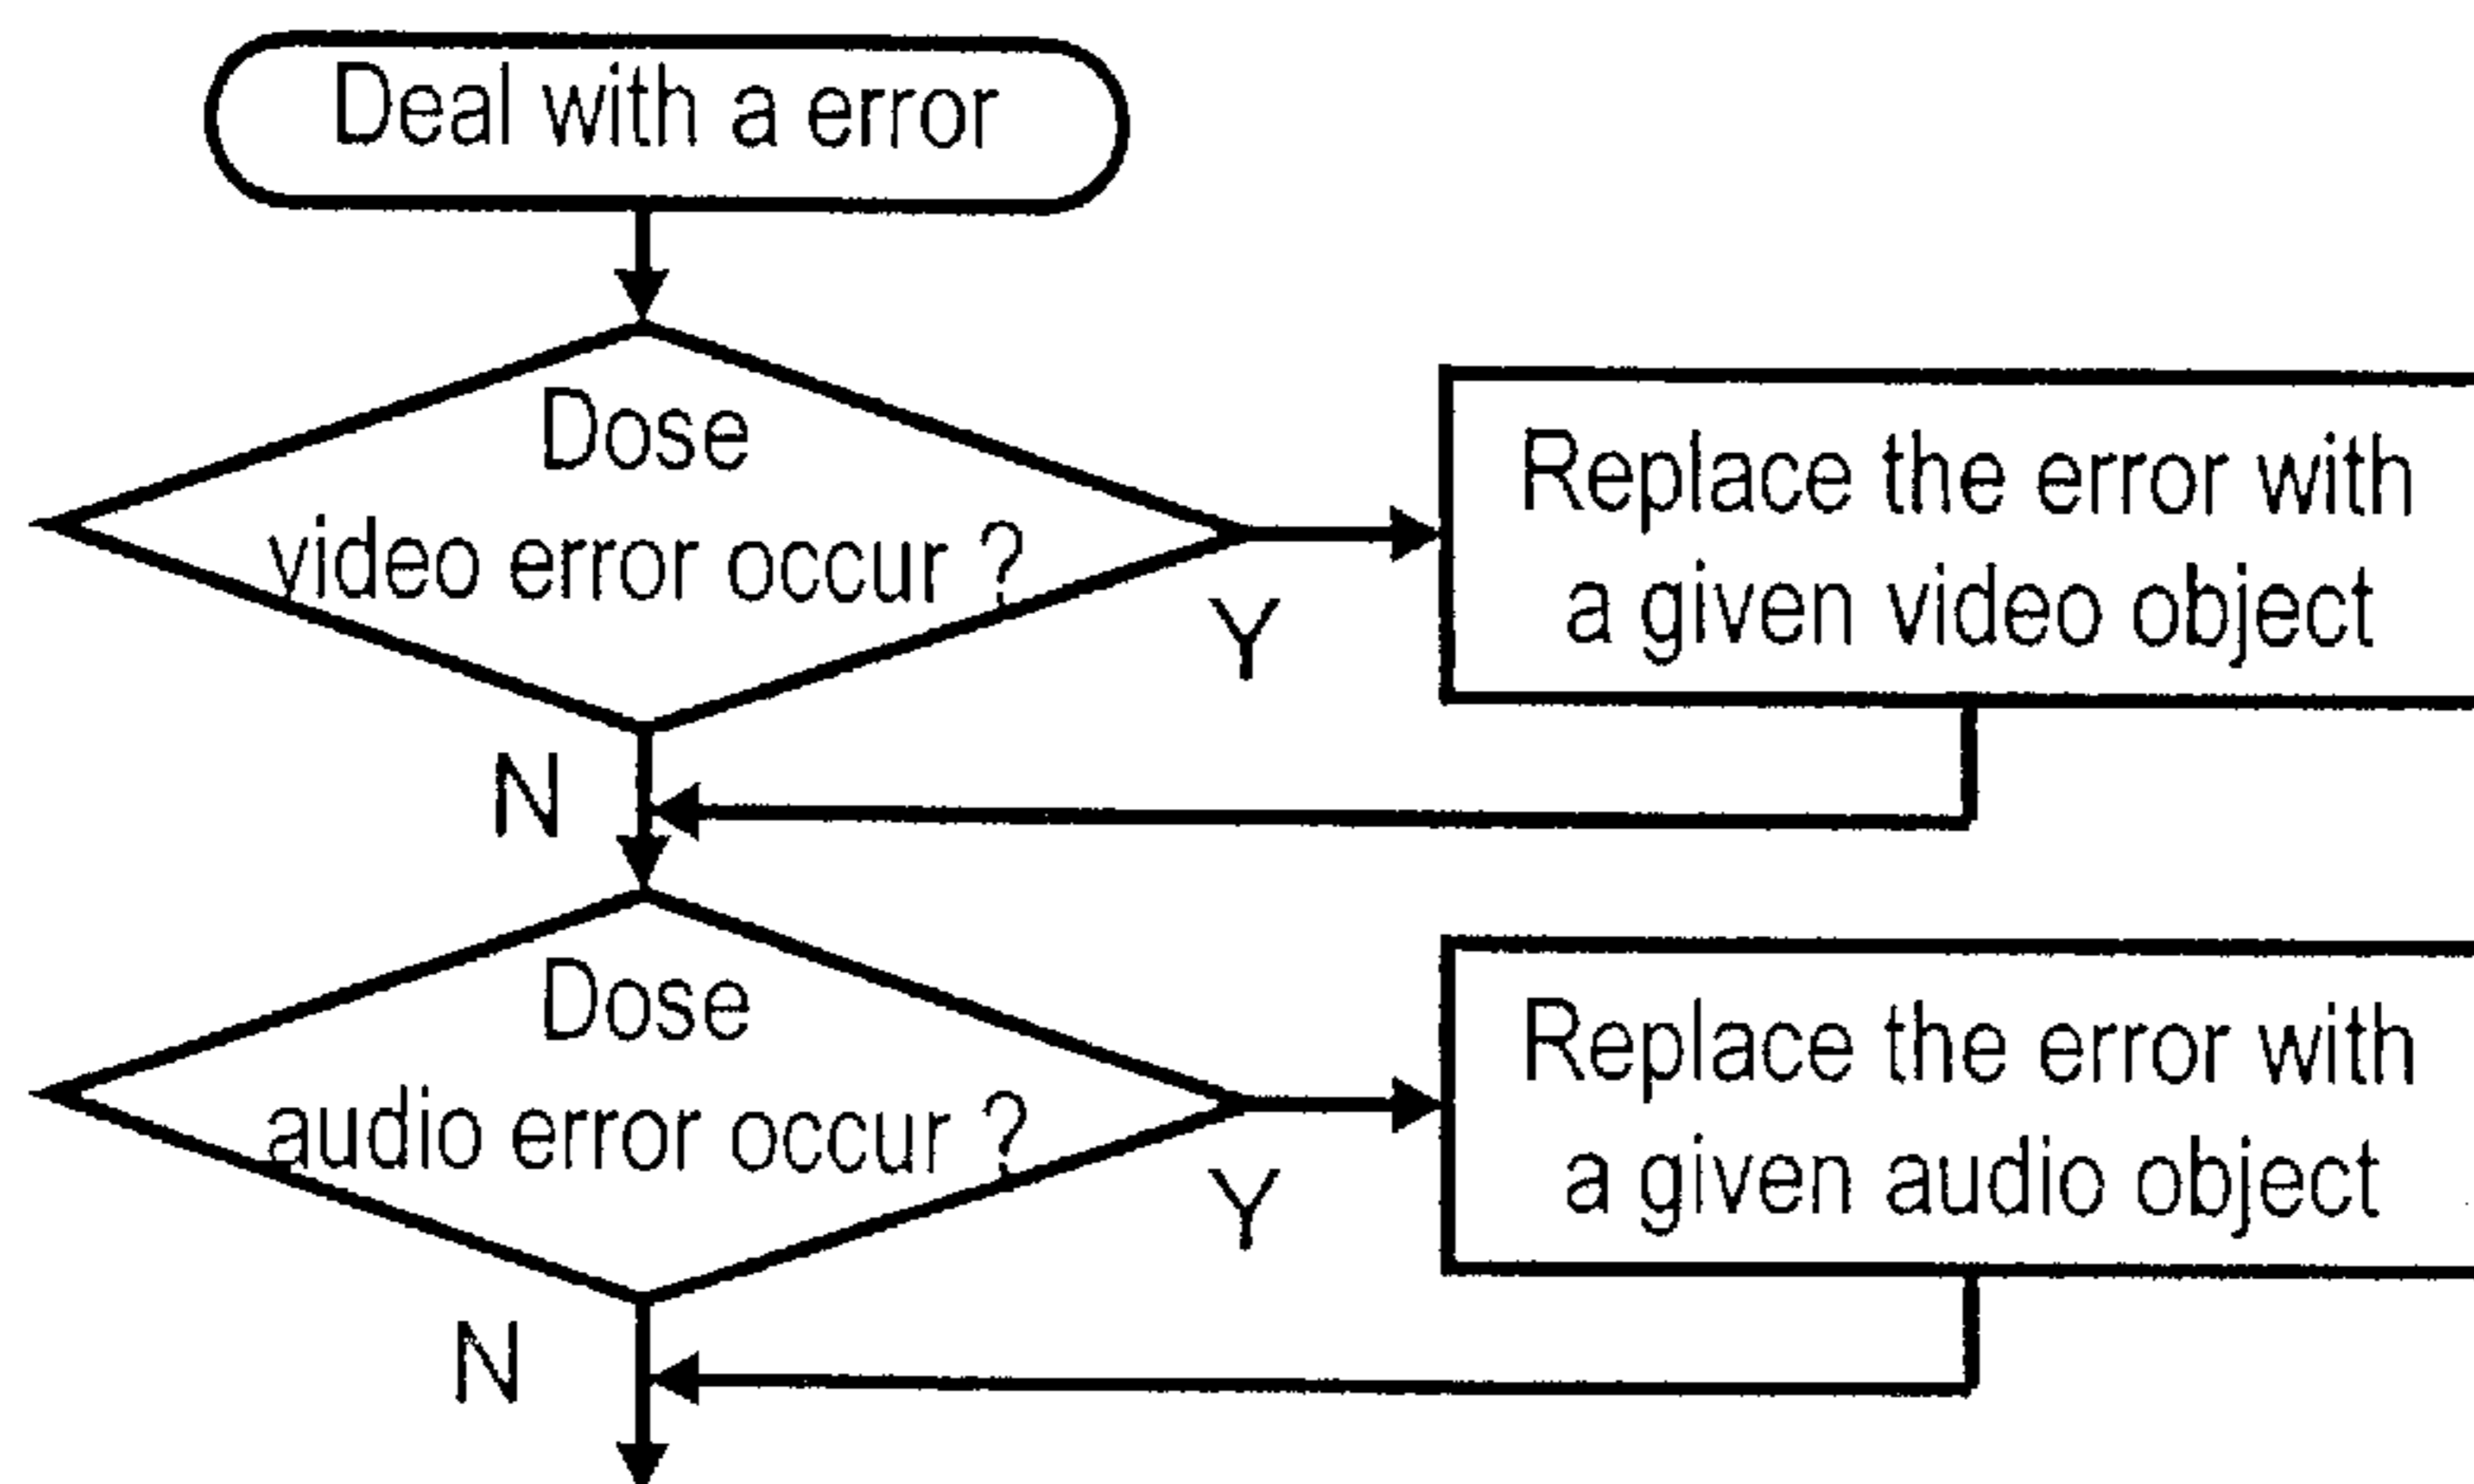 Deal with a error
Dose
video error occur ?
Y
Replace the error with
a given video object
N
Dose
audio error occur ?
Y
Replace the error with
a given audio object
N